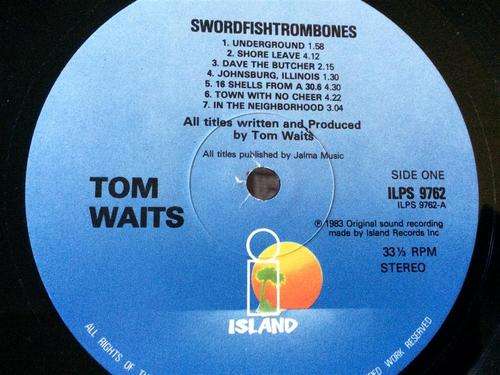 SWORDFISHTROMBONES
1. UNDERGROUND 1.58
2. SHORE LEAVE 4.12
3. DAVE THE BUTCHER 2.15
4. JOHNSBURG, ILLINOIS 1.30
5. 16 SHELLS FROM A 30.6 4.30
6. TOWN WITH NO CHEER 4.22
7. IN THE NEIGHBORHOOD 3.04
All titles written and Produced
by Tom Waits
All titles published by Jalma Music
TOM
WAITS
SIDE ONE
ILPS 9762
ILPS 9762-A
℗ 1983 Original sound recording
made by Island Records Inc
33⅓ RPM
STEREO
ISLAND
ALL RIGHTS OF
WORK RESERVED